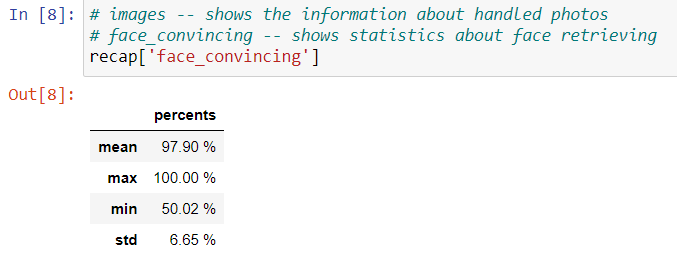 In [8]: # images -- shows the information about handled photos
# face_convincing -- shows statistics about face retrieving
recap['face_convincing']
Out[8]:
percents
mean 97.90 %
max 100.00 %
min 50.02 %
std 6.65 %